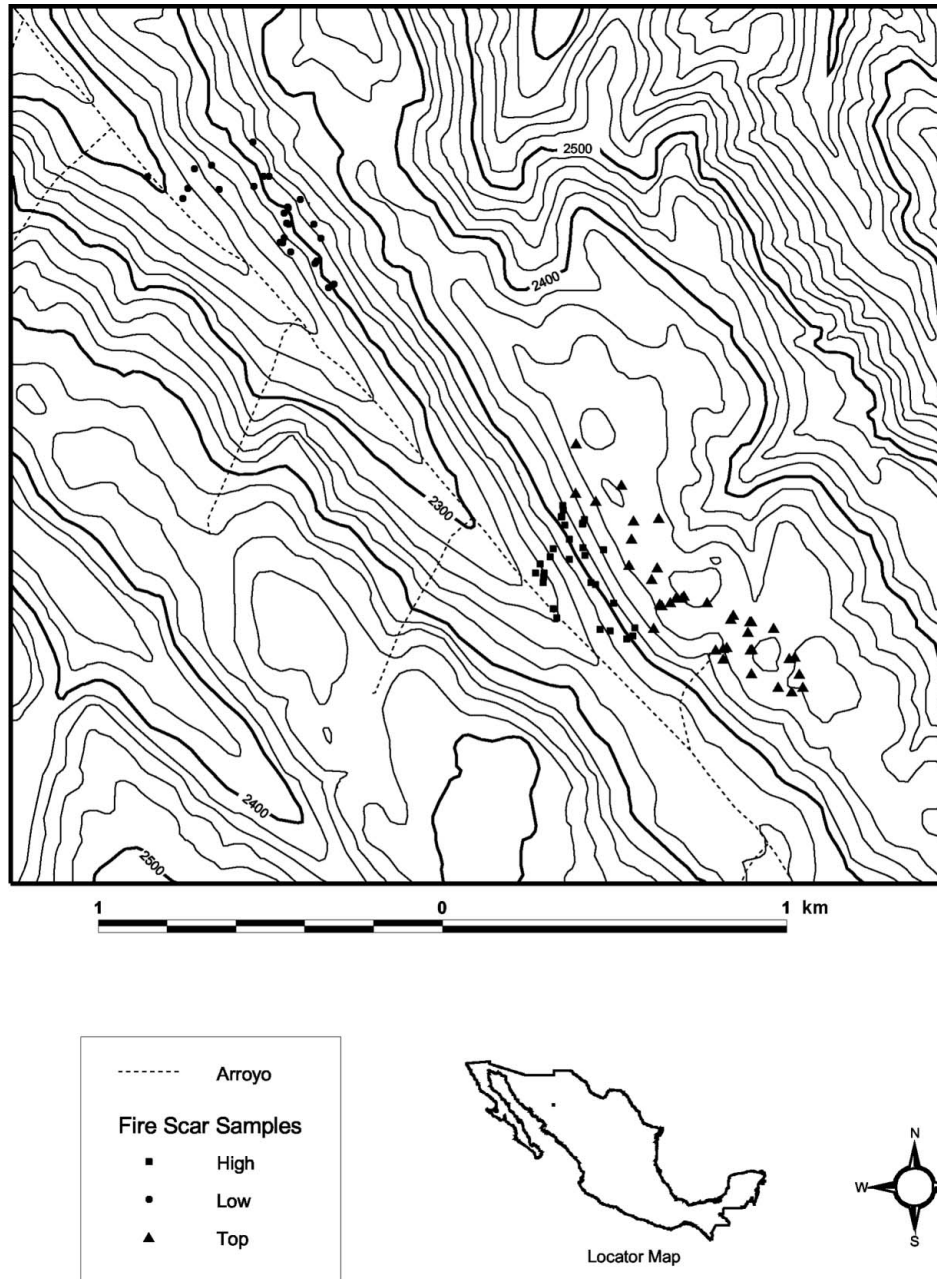 2500
2400
2300
2400
2500
1 0 1 km
Arroyo
Fire Scar Samples
High
Low
Top
Locator Map
N
W
S